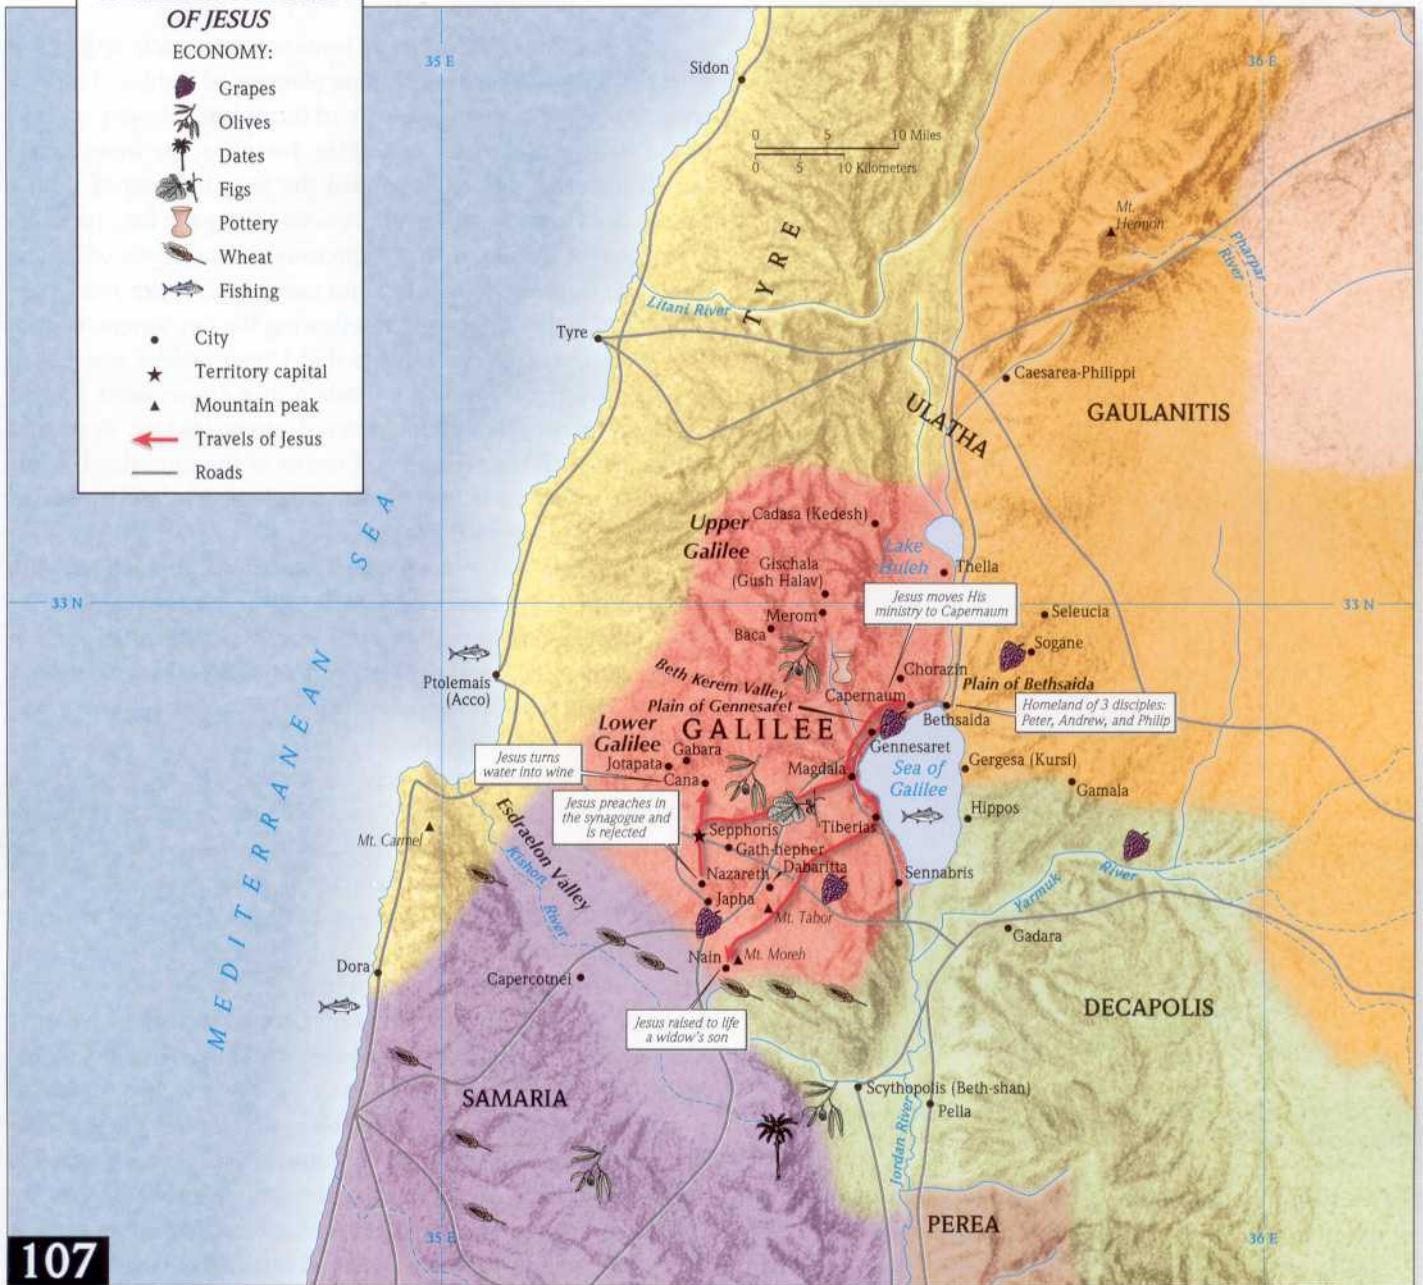 OF JESUS
ECONOMY:
Grapes
Olives
Dates
Figs
Pottery
Wheat
Fishing
City
Territory capital
Mountain peak
Travels of Jesus
Roads
35 E
36 E
Sidon
0 5 10 Miles
0 5 10 Kilometers
Mt.
Hermon
Pharpar
River
TYRE
Litani River
Tyre
Caesarea-Philippi
ULATHA
GAULANITIS
MEDITERRANEAN SEA
Upper
Galilee
Cadasa (Kedesh)
Lake
Huleh
Gischala
(Gush Halav)
Thella
33 N
33 N
Jesus moves His
ministry to Capernaum
Merom
Baca
Seleucia
Sogane
Ptolemais
(Acco)
Beth Kerem Valley
Plain of Gennesaret
Chorazin
Capernaum
Plain of Bethsaida
Bethsaida
Homeland of 3 disciples:
Peter, Andrew, and Philip
Lower
Galilee
GALILEE
Gennesaret
Gabara
Jotapata
Cana
Jesus turns
water into wine
Magdala
Sea of
Galilee
Gergesa (Kursi)
Gamala
Hippos
Jesus preaches in
the synagogue and
is rejected
Sepphoris
Tiberias
Mt. Carmel
Esdraelon Valley
Kishon
River
Gath-hepher
Dabaritta
Nazareth
Japha
Sennabris
Yarmuk
River
Mt. Tabor
Gadara
Nain
Mt. Moreh
Dora
Capercotnei
DECAPOLIS
Jesus raised to life
a widow's son
SAMARIA
Scythopolis (Beth-shan)
Pella
Jordan River
PEREA
35 E
36 E
107